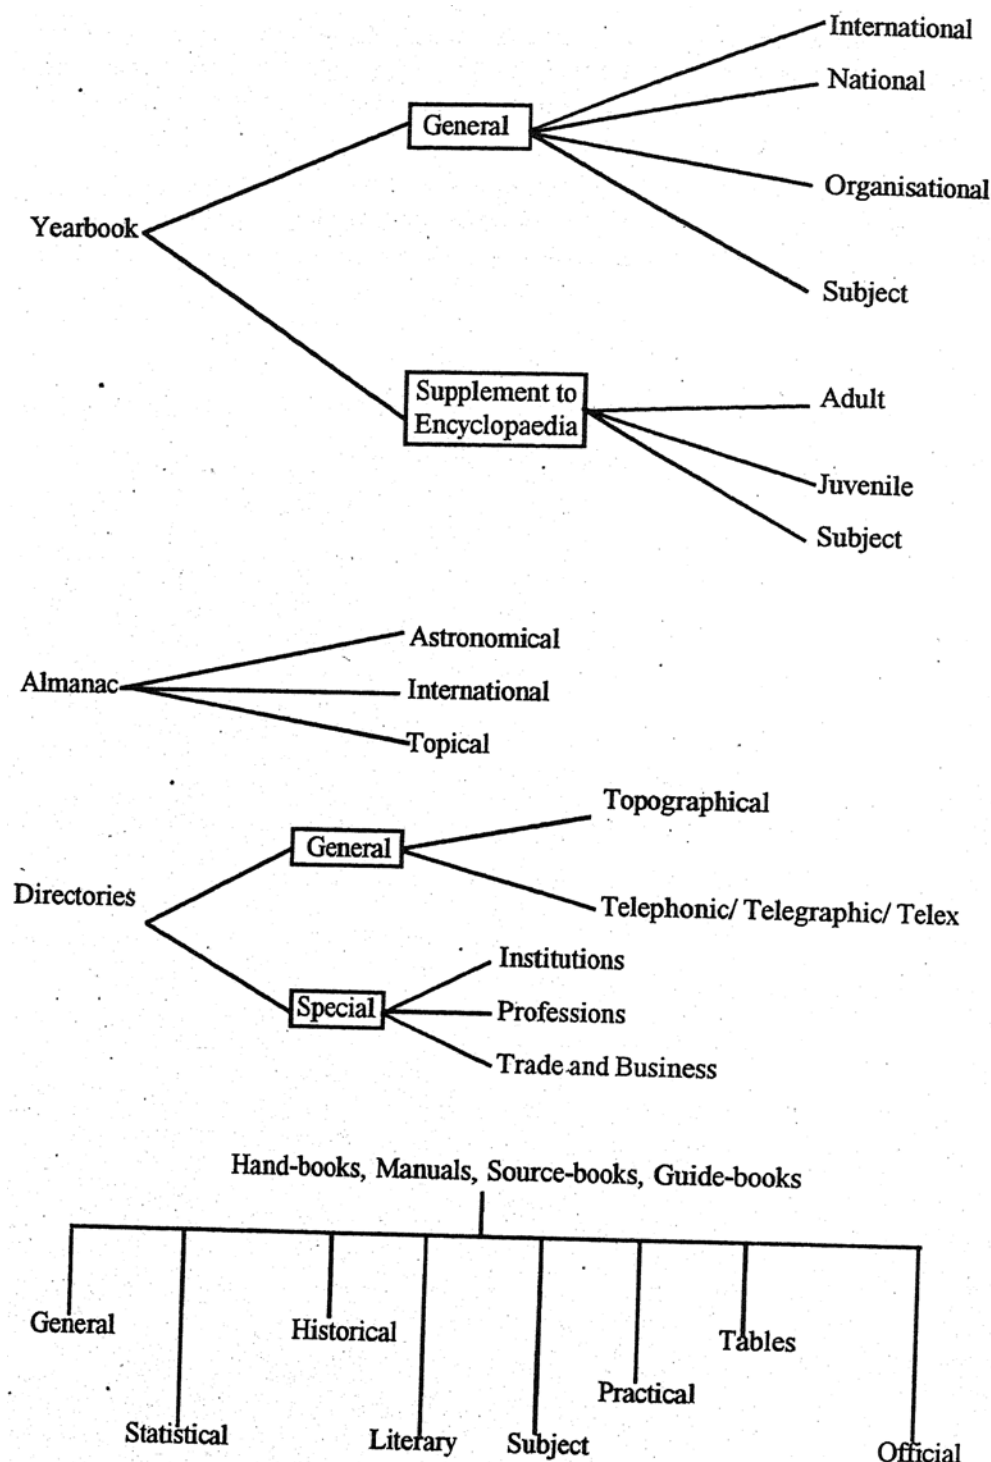 International
National
General
Organisational
Yearbook
Subject
Supplement to
Encyclopaedia
Adult
Juvenile
Subject
Astronomical
Almanac
International
Topical
Topographical
General
Directories
Telephonic/ Telegraphic/ Telex
Institutions
Special
Professions
Trade and Business
Hand-books, Manuals, Source-books, Guide-books
General
Historical
Tables
Practical
Statistical
Literary
Subject
Official